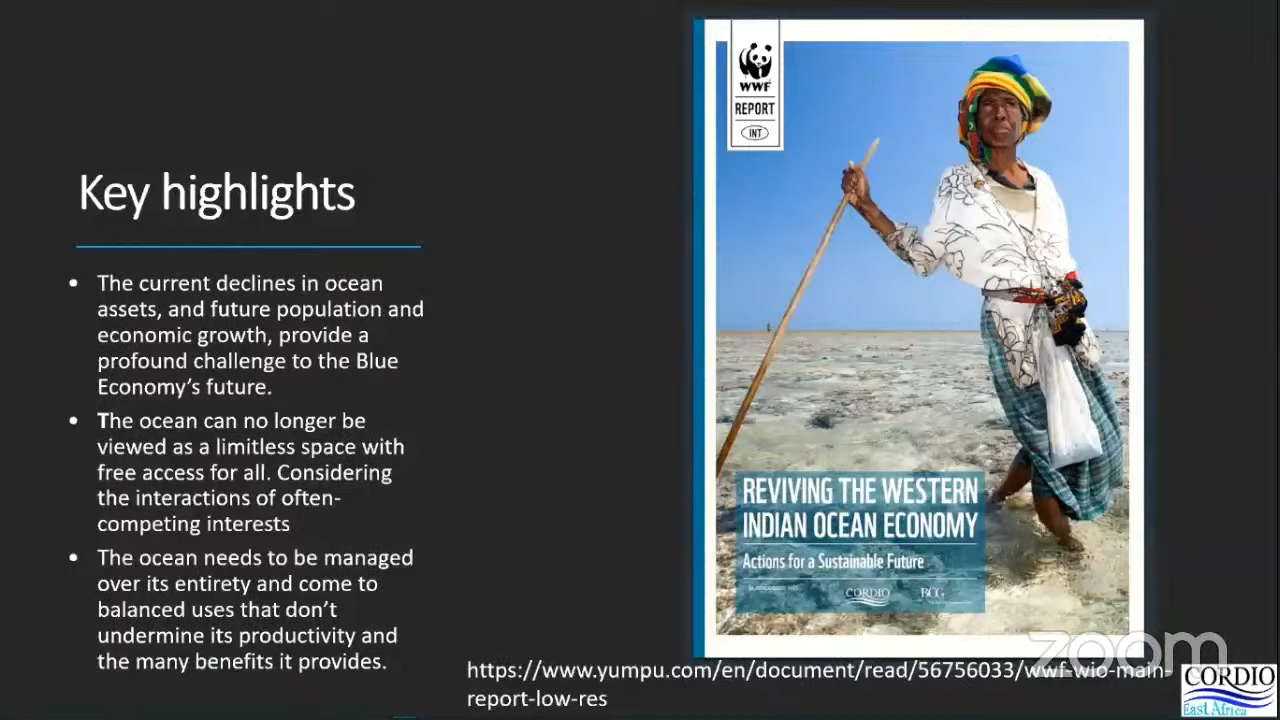 Key highlights
• The current declines in ocean
assets, and future population and
economic growth, provide a
profound challenge to the Blue
Economy's future.
• The ocean can no longer be
viewed as a limitless space with
free access for all. Considering
the interactions of often-
competing interests
• The ocean needs to be managed
over its entirety and come to
balanced uses that don't
undermine its productivity and
the many benefits it provides.
WWF
REPORT
INT
REVIVING THE WESTERN
INDIAN OCEAN ECONOMY
Actions for a Sustainable Future
CORDIO
BCG
https://www.yumpu.com/en/document/read/56756033/wwf-wio-main-
report-low-res
zoom
CORDIO
East Africa